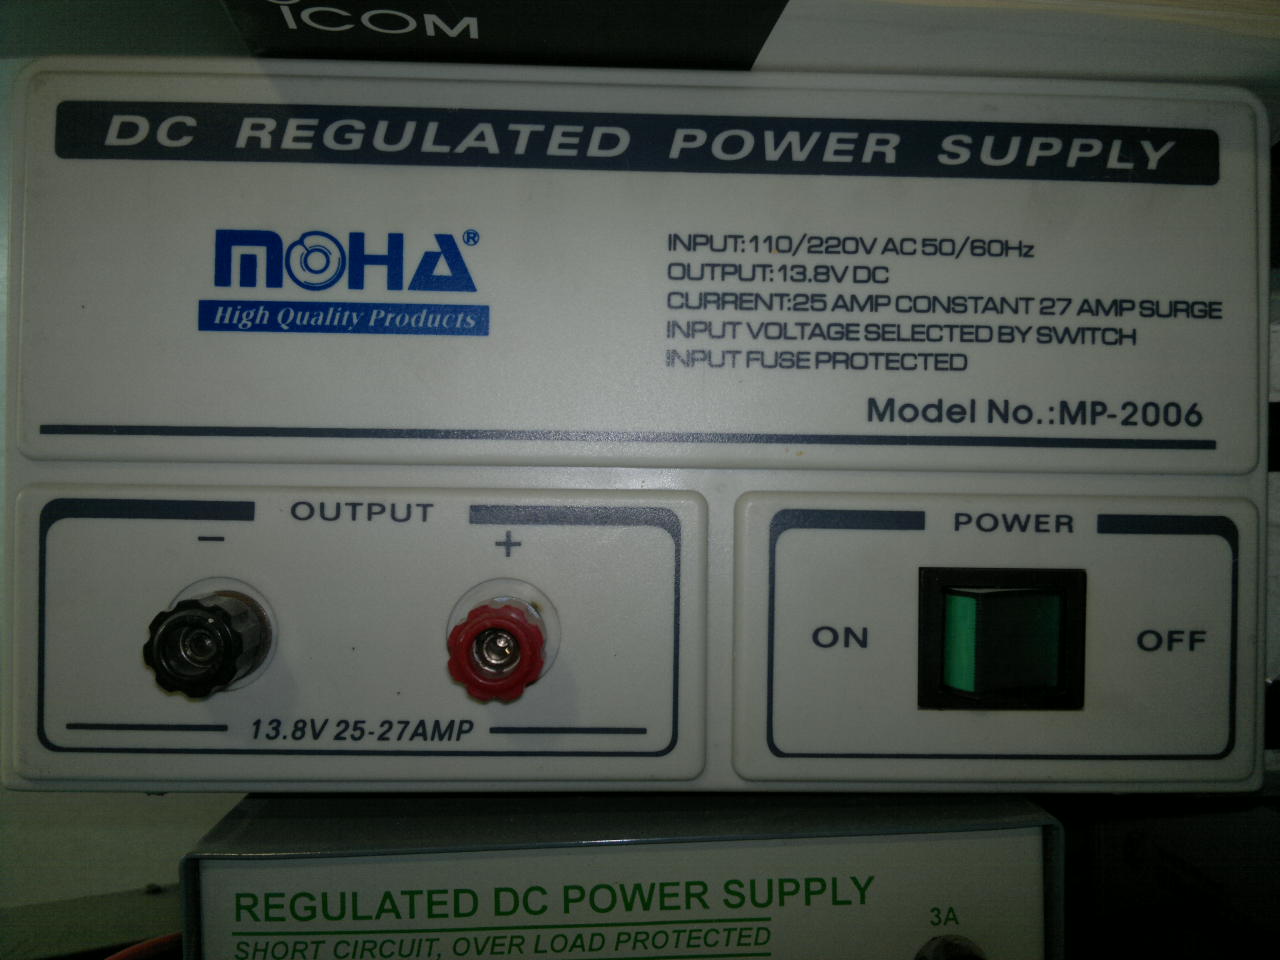 ICOM
DC REGULATED POWER SUPPLY
MOHA®
High Quality Products
INPUT:110/220V AC 50/60Hz
OUTPUT:13.8V DC
CURRENT:25 AMP CONSTANT 27 AMP SURGE
INPUT VOLTAGE SELECTED BY SWITCH
INPUT FUSE PROTECTED
Model No.:MP-2006
OUTPUT
- +
13.8V 25-27AMP
POWER
ON OFF
REGULATED DC POWER SUPPLY
SHORT CIRCUIT, OVER LOAD PROTECTED
3A